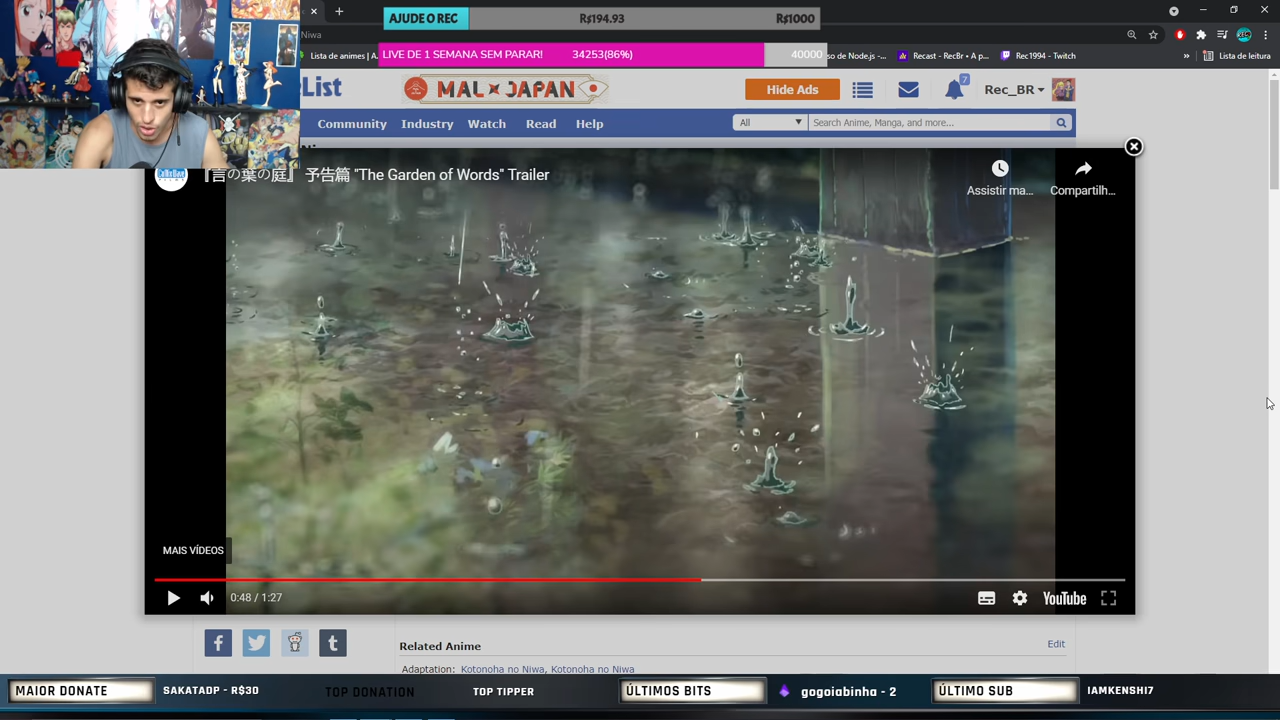 AJUDE O REC R$194.93 R$1000
Niwa
LIVE DE 1 SEMANA SEM PARAR! 34253(86%) 40000
Lista de animes | A. so de Node.js -... Recast - RecBr • A p... Rec1994 - Twitch » Lista de leitura
List MAL × JAPAN Hide Ads 7 Rec_BR
Community Industry Watch Read Help All Search Anime, Manga, and more...
『言の葉の庭』 予告篇 "The Garden of Words" Trailer
Assistir ma... Compartilh...
MAIS VÍDEOS
0:48 / 1:27 YouTube
f t
Related Anime Edit
Adaptation: Kotonoha no Niwa, Kotonoha no Niwa
MAIOR DONATE SAKATADP - R$30 TOP DONATION TOP TIPPER ÚLTIMOS BITS gogoiabinha - 2 ÚLTIMO SUB IAMKENSHI7